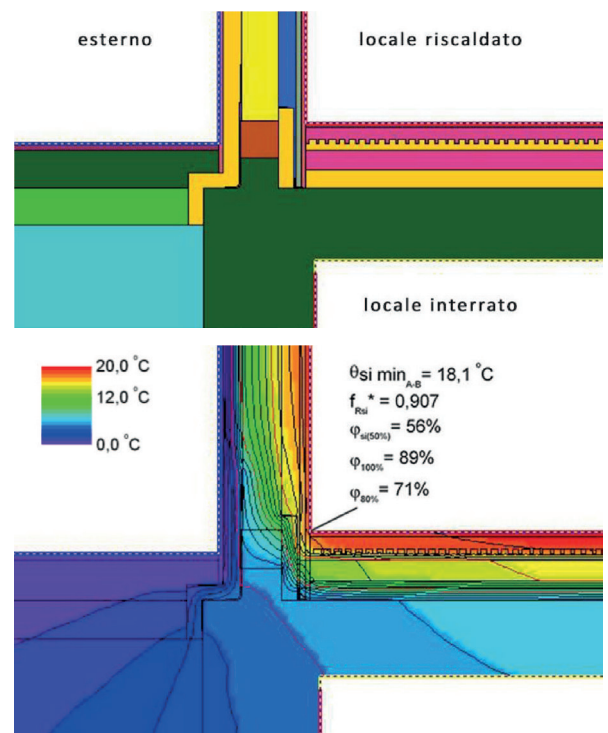 esterno
locale riscaldato
locale interrato
20,0 °C
12,0 °C
0,0 °C
θsi min A-B = 18,1 °C
fRsi* = 0,907
φsi(50%) = 56%
φ100% = 89%
φ80% = 71%